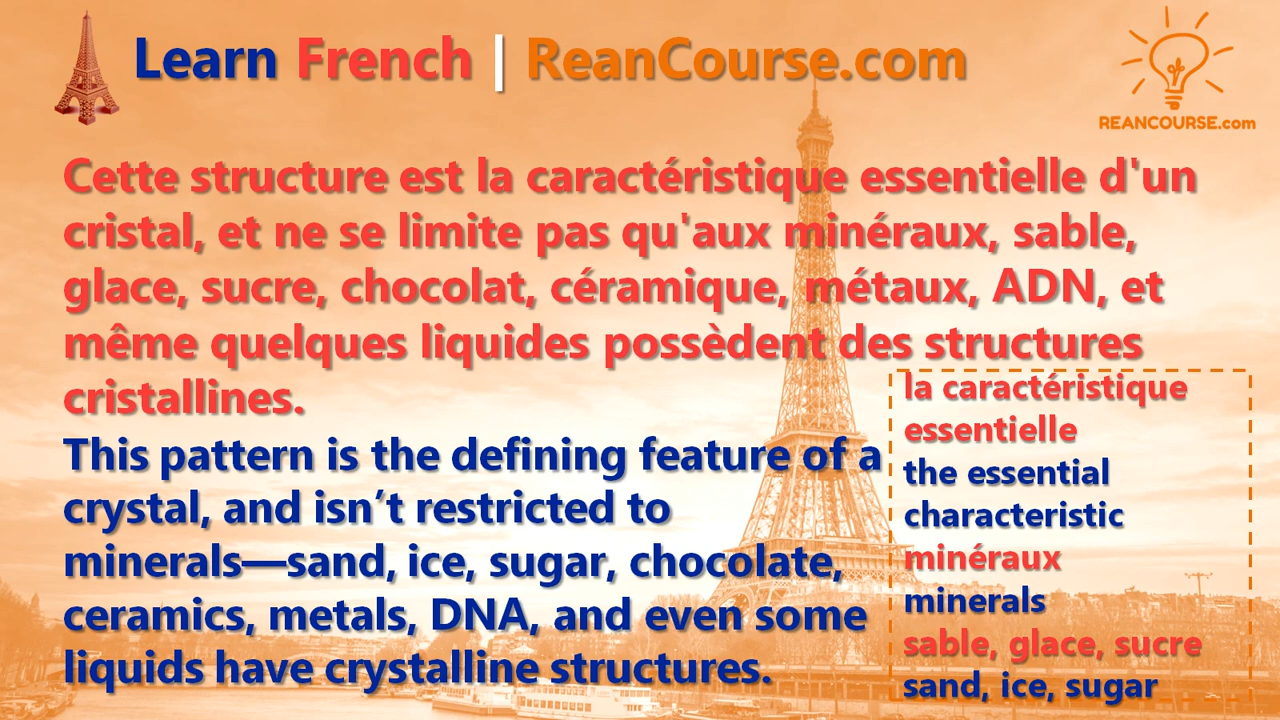 Learn French | ReanCourse.com
REANCOURSE.com
Cette structure est la caractéristique essentielle d'un
cristal, et ne se limite pas qu'aux minéraux, sable,
glace, sucre, chocolat, céramique, métaux, ADN, et
même quelques liquides possèdent des structures
cristallines.
This pattern is the defining feature of a
crystal, and isn’t restricted to
minerals—sand, ice, sugar, chocolate,
ceramics, metals, DNA, and even some
liquids have crystalline structures.
la caractéristique
essentielle
the essential
characteristic
minéraux
minerals
sable, glace, sucre
sand, ice, sugar